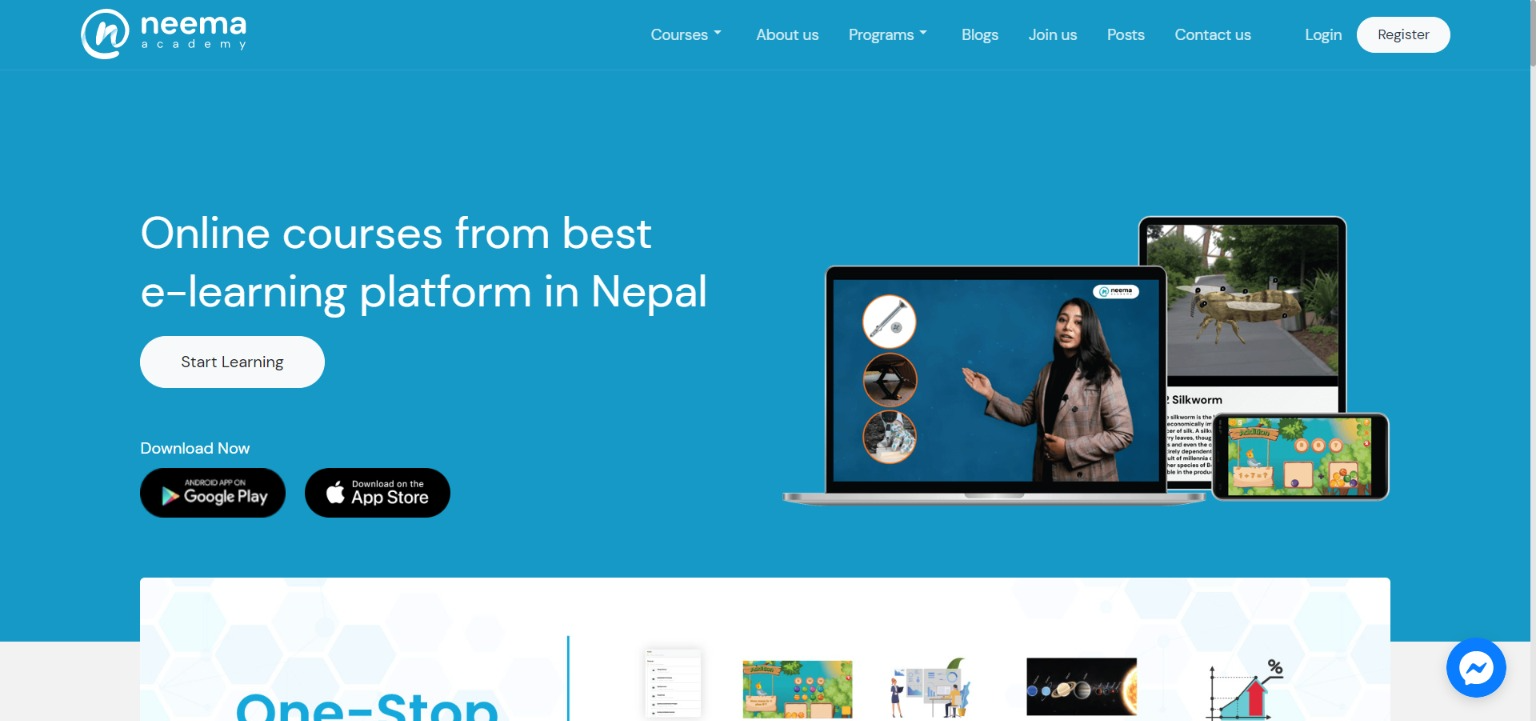 neema
academy
Courses
About us
Programs
Blogs
Join us
Posts
Contact us
Login
Register
Online courses from best
e-learning platform in Nepal
Start Learning
Download Now
ANDROID APP ON
Google Play
Download on the
App Store
neema
2 Silkworm
Addition
One-Stop
%